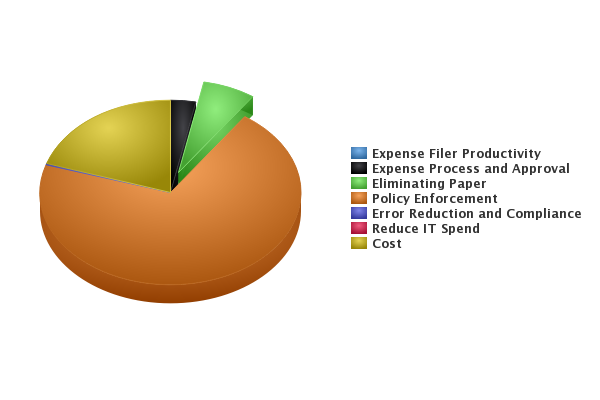 Expense Filer Productivity
Expense Process and Approval
Eliminating Paper
Policy Enforcement
Error Reduction and Compliance
Reduce IT Spend
Cost